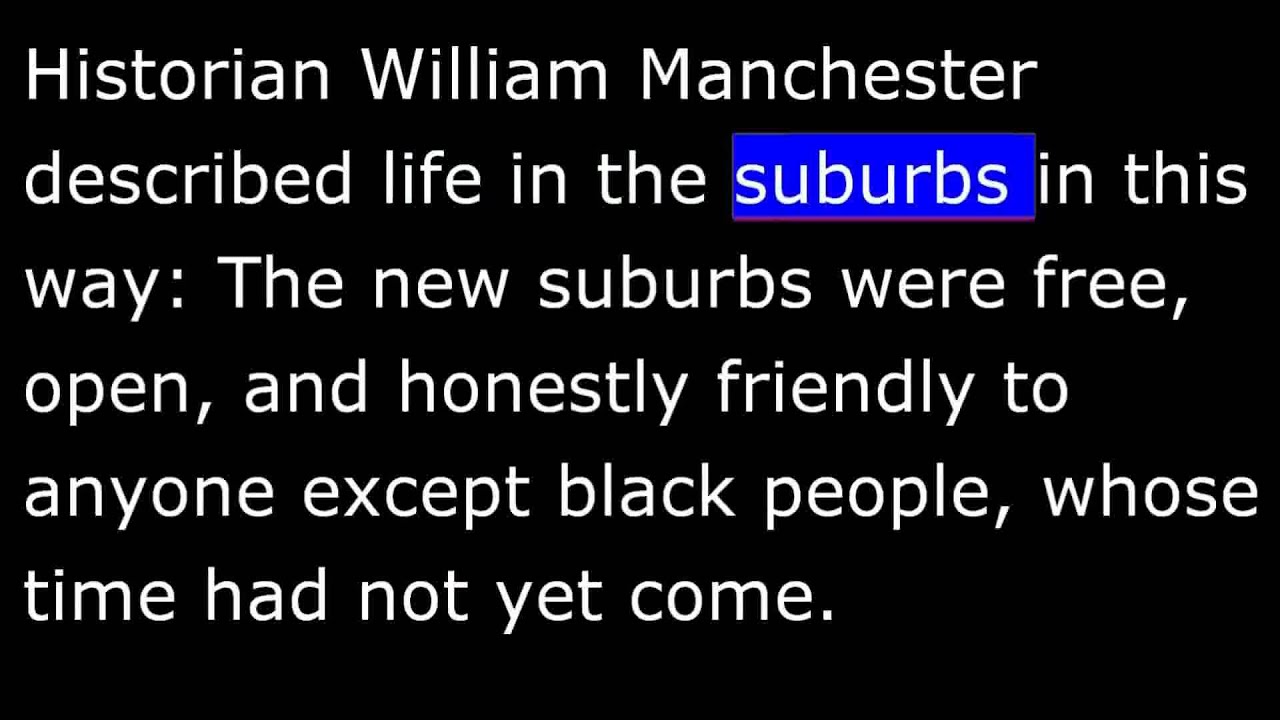 Historian William Manchester
described life in the suburbs in this
way: The new suburbs were free,
open, and honestly friendly to
anyone except black people, whose
time had not yet come.